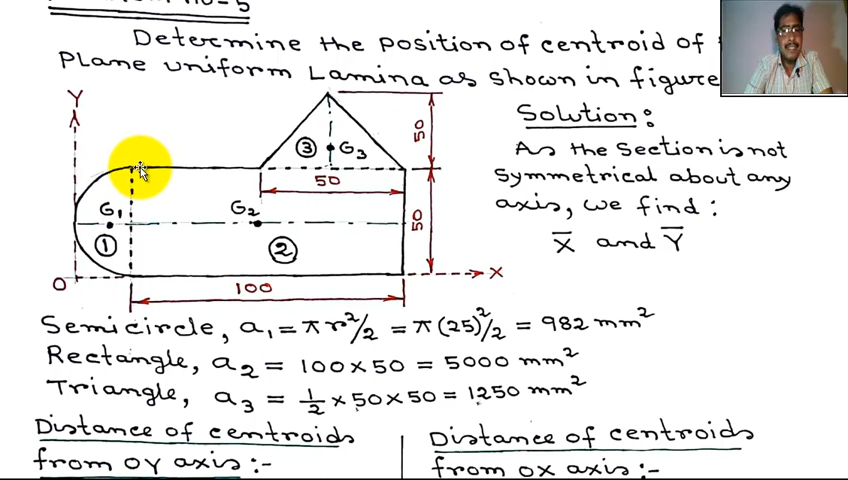 Determine the position of centroid of
Plane uniform Lamina as shown in figure
Y
50
③ G3
50
G1
G2
① ②
50
O
X
100
Solution:
As the section is not
symmetrical about any
axis, we find:
X̅ and Y̅
Semicircle, a₁ = πr²/2 = π(25)²/2 = 982 mm²
Rectangle, a₂ = 100×50 = 5000 mm²
Triangle, a₃ = ½ × 50 × 50 = 1250 mm²
Distance of centroids
from OY axis:-
Distance of centroids
from OX axis:-